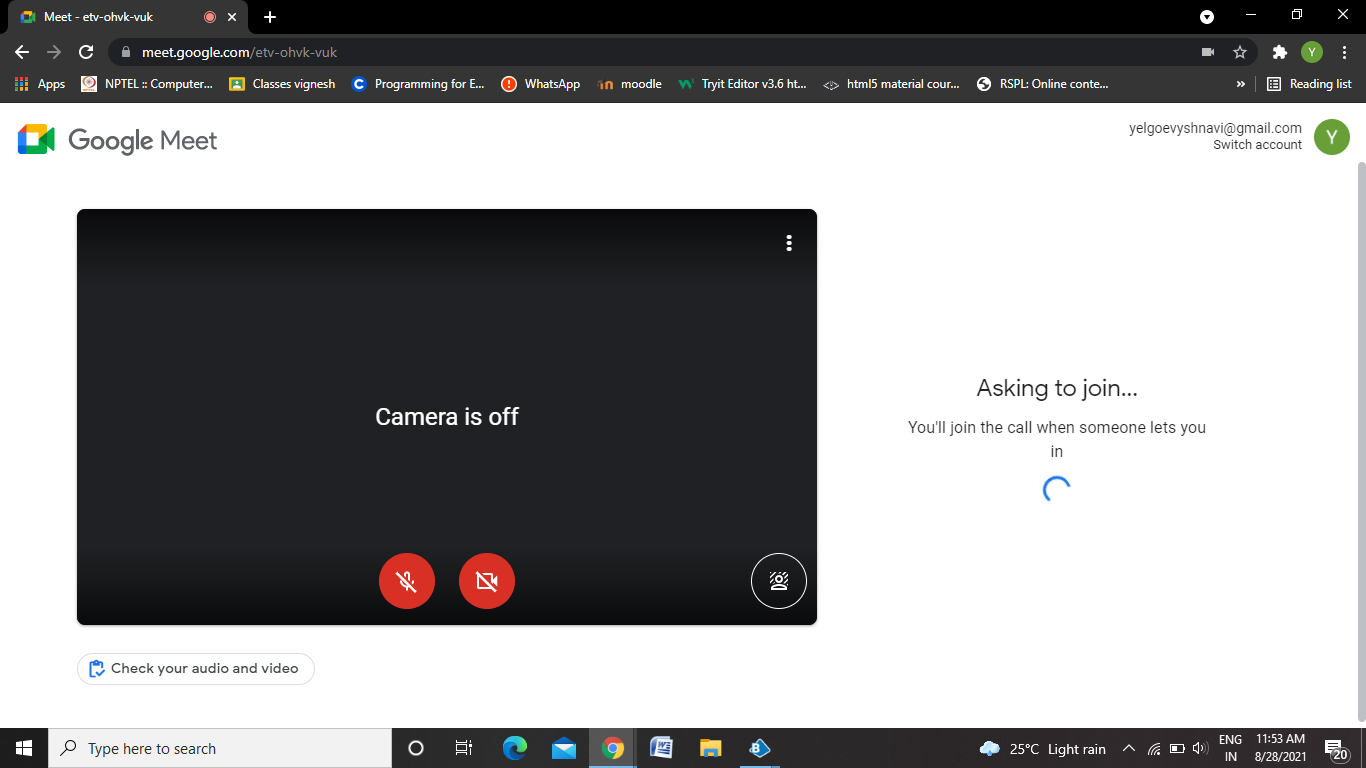 Meet - etv-ohvk-vuk
meet.google.com/etv-ohvk-vuk
Y
Apps
NPTEL :: Computer...
Classes vignesh
Programming for E...
WhatsApp
moodle
Tryit Editor v3.6 ht...
html5 material cour...
RSPL: Online conte...
»
Reading list
Google Meet
yelgoevyshnavi@gmail.com
Switch account
Y
Camera is off
Asking to join...
You'll join the call when someone lets you
in
Check your audio and video
Type here to search
25°C Light rain
ENG
IN
11:53 AM
8/28/2021
20